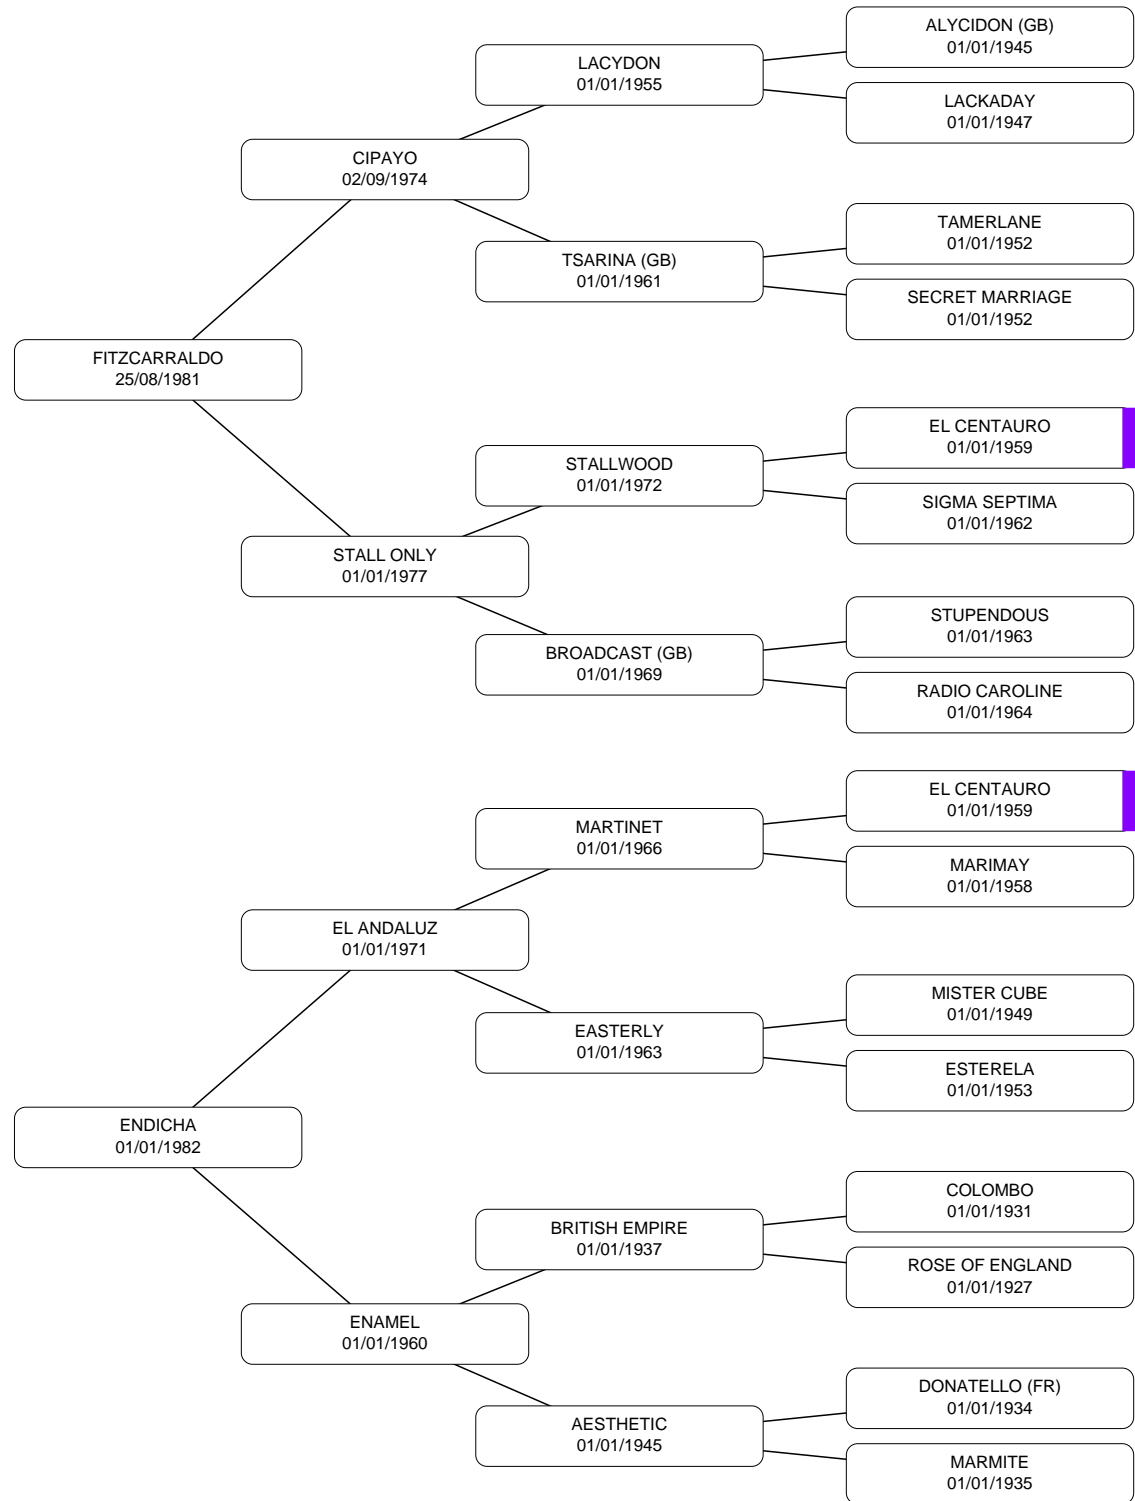 ALYCIDON (GB)
01/01/1945
LACYDON
01/01/1955
LACKADAY
01/01/1947
CIPAYO
02/09/1974
TAMERLANE
01/01/1952
TSARINA (GB)
01/01/1961
SECRET MARRIAGE
01/01/1952
FITZCARRALDO
25/08/1981
EL CENTAURO
01/01/1959
STALLWOOD
01/01/1972
SIGMA SEPTIMA
01/01/1962
STALL ONLY
01/01/1977
STUPENDOUS
01/01/1963
BROADCAST (GB)
01/01/1969
RADIO CAROLINE
01/01/1964
EL CENTAURO
01/01/1959
MARTINET
01/01/1966
MARIMAY
01/01/1958
EL ANDALUZ
01/01/1971
MISTER CUBE
01/01/1949
EASTERLY
01/01/1963
ESTERELA
01/01/1953
ENDICHA
01/01/1982
COLOMBO
01/01/1931
BRITISH EMPIRE
01/01/1937
ROSE OF ENGLAND
01/01/1927
ENAMEL
01/01/1960
DONATELLO (FR)
01/01/1934
AESTHETIC
01/01/1945
MARMITE
01/01/1935